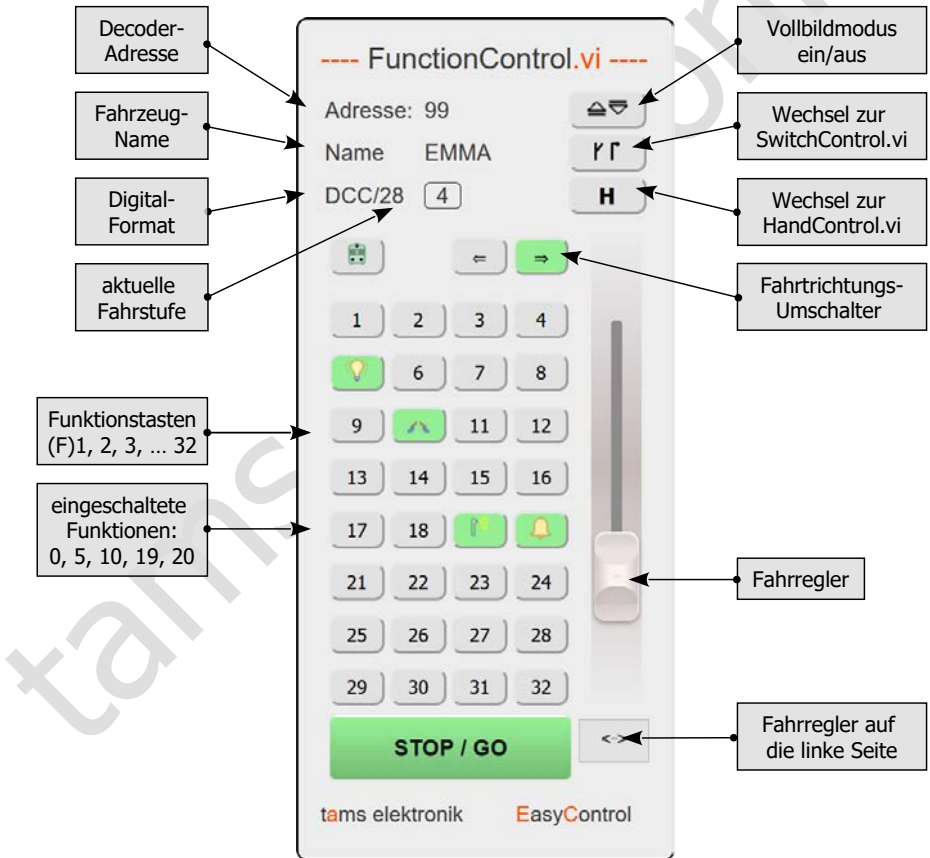 Decoder-
Adresse
Fahrzeug-
Name
Digital-
Format
aktuelle
Fahrstufe
Funktionstasten
(F)1, 2, 3, ... 32
eingeschaltete
Funktionen:
0, 5, 10, 19, 20
---- FunctionControl.vi ----
Adresse: 99
Name EMMA
DCC/28 4
H
⇐ ⇒
1 2 3 4
6 7 8
9 11 12
13 14 15 16
17 18
21 22 23 24
25 26 27 28
29 30 31 32
STOP / GO
<->
tams elektronik EasyControl
Vollbildmodus
ein/aus
Wechsel zur
SwitchControl.vi
Wechsel zur
HandControl.vi
Fahrtrichtungs-
Umschalter
Fahrregler
Fahrregler auf
die linke Seite
tams